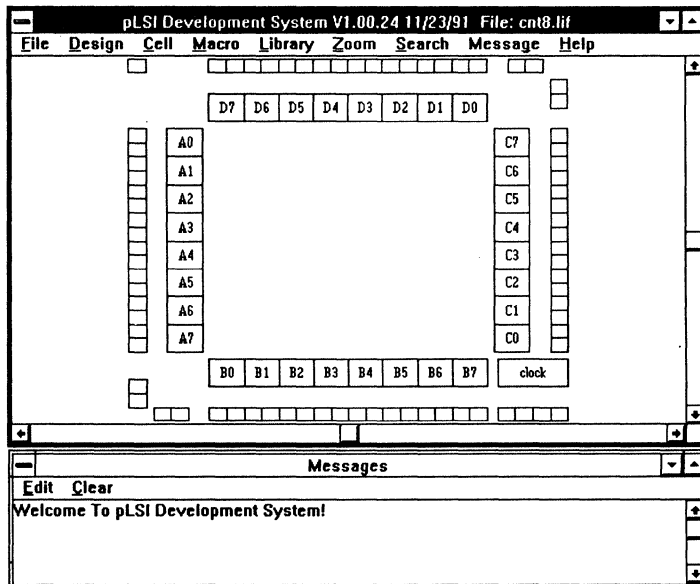 pLSI Development System V1.00.24 11/23/91 File: cnt8.lif
File Design Cell Macro Library Zoom Search Message Help
D7 D6 D5 D4 D3 D2 D1 D0
A0 C7
A1 C6
A2 C5
A3 C4
A4 C3
A5 C2
A6 C1
A7 C0
B0 B1 B2 B3 B4 B5 B6 B7 clock
Messages
Edit Clear
Welcome To pLSI Development System!